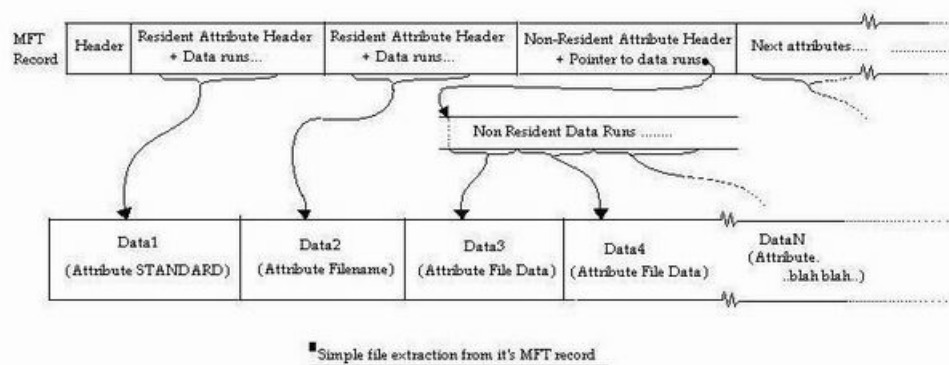 MFT
Record
Header
Resident Attribute Header
+ Data runs...
Resident Attribute Header
+ Data runs...
Non-Resident Attribute Header
+ Pointer to data runs
Next attributes....
Non Resident Data Runs ........
Data1
(Attribute STANDARD)
Data2
(Attribute Filename)
Data3
(Attribute File Data)
Data4
(Attribute File Data)
DataN
(Attribute.
..blah blah..)
Simple file extraction from it's MFT record